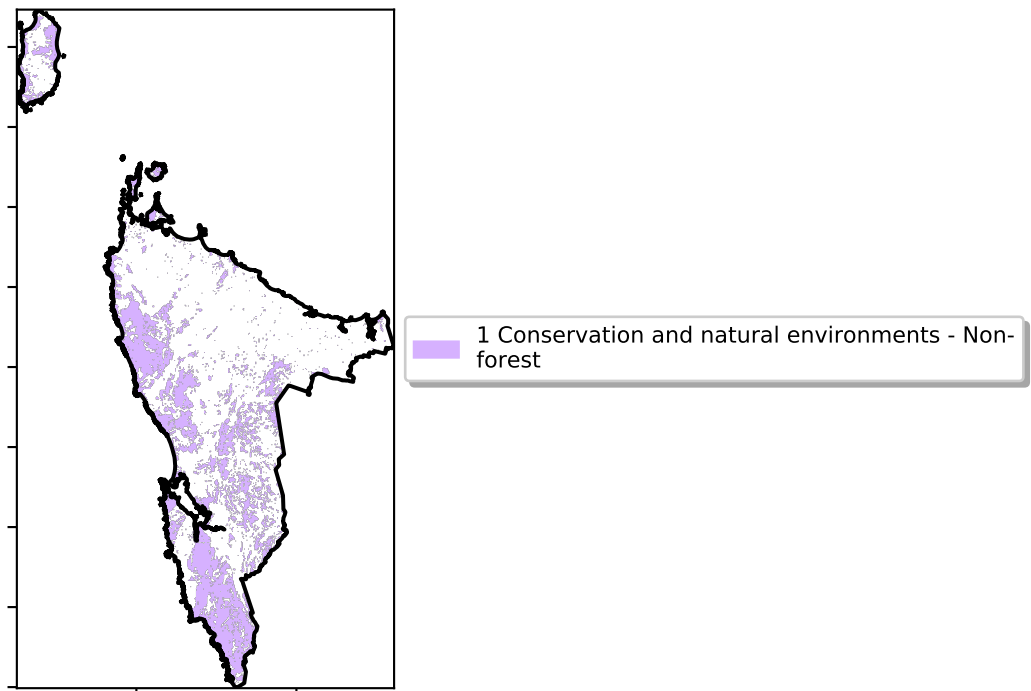 1 Conservation and natural environments - Non-
forest